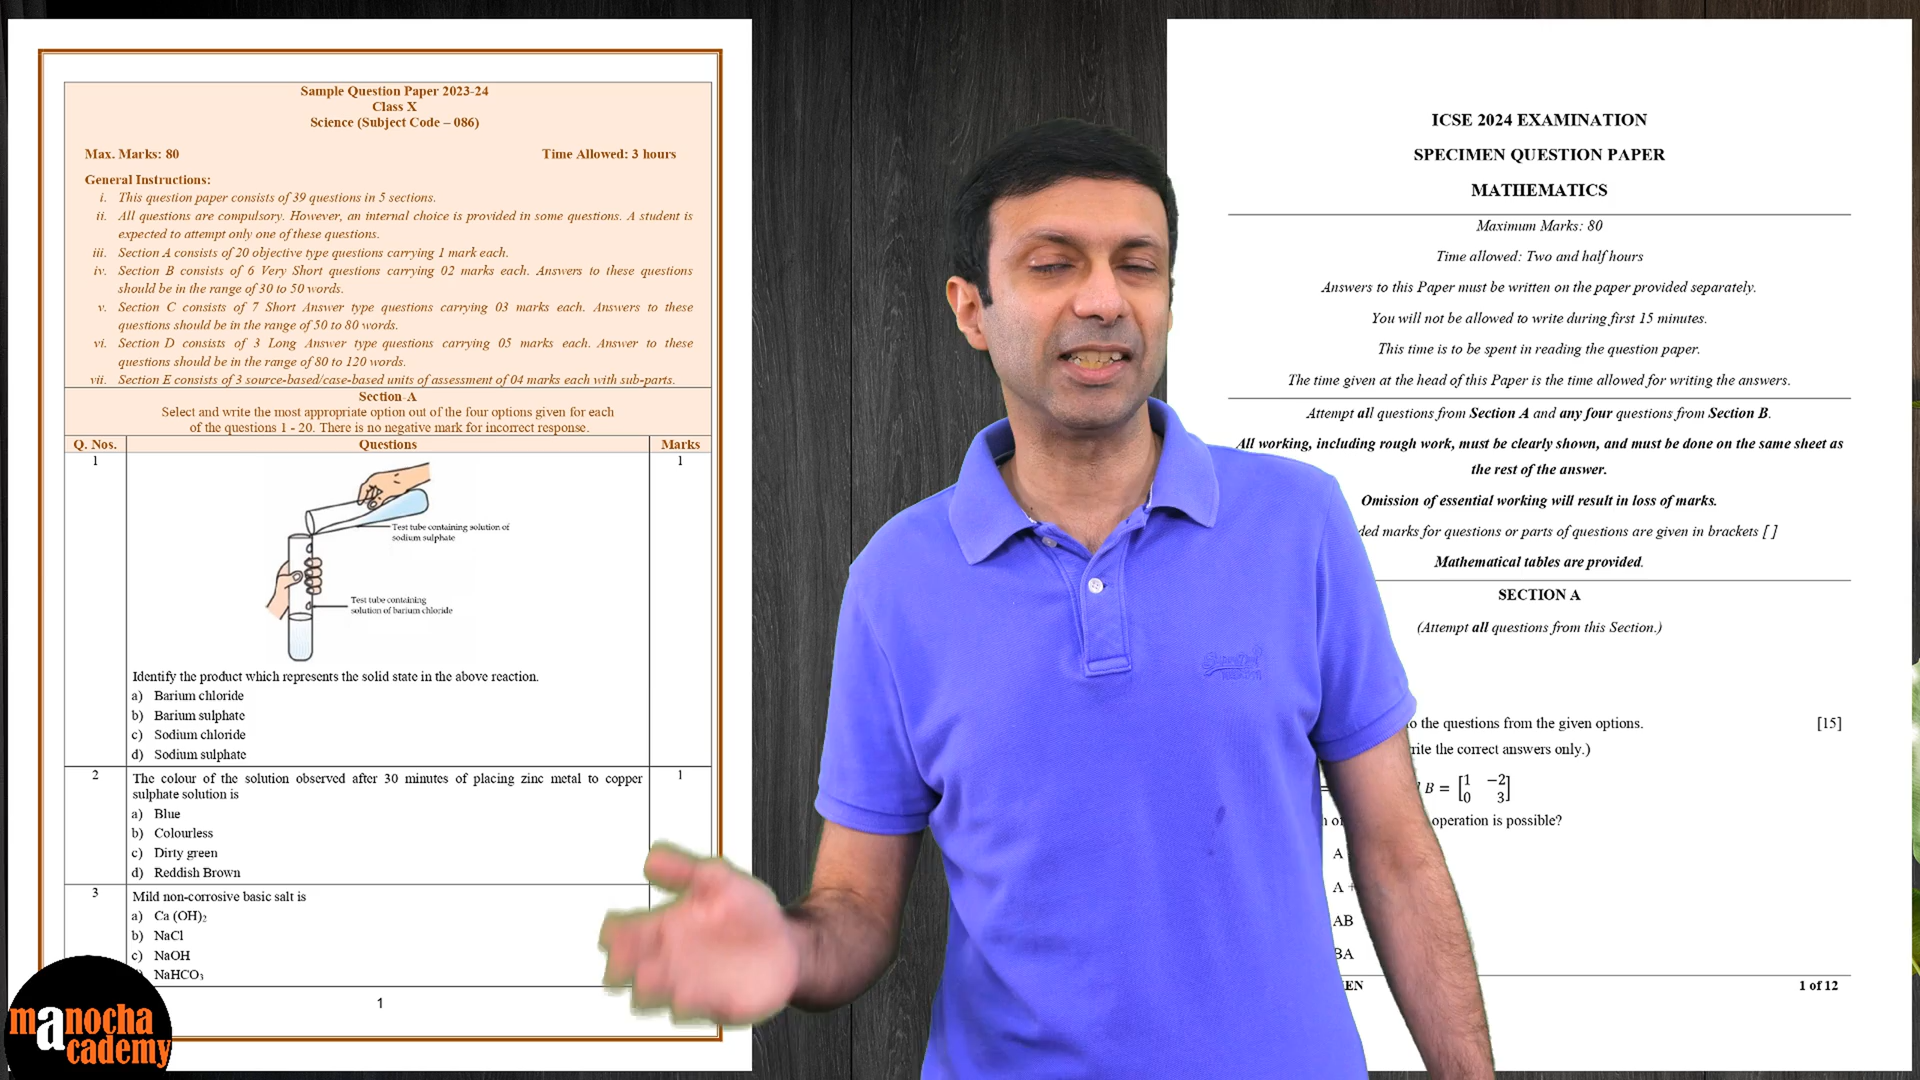 Sample Question Paper 2023-24
Class X
Science (Subject Code – 086)
Max. Marks: 80 Time Allowed: 3 hours
General Instructions:
i. This question paper consists of 39 questions in 5 sections.
ii. All questions are compulsory. However, an internal choice is provided in some questions. A student is
expected to attempt only one of these questions.
iii. Section A consists of 20 objective type questions carrying 1 mark each.
iv. Section B consists of 6 Very Short questions carrying 02 marks each. Answers to these questions
should be in the range of 30 to 50 words.
v. Section C consists of 7 Short Answer type questions carrying 03 marks each. Answers to these
questions should be in the range of 50 to 80 words.
vi. Section D consists of 3 Long Answer type questions carrying 05 marks each. Answer to these
questions should be in the range of 80 to 120 words.
vii. Section E consists of 3 source-based/case-based units of assessment of 04 marks each with sub-parts.
Section-A
Select and write the most appropriate option out of the four options given for each
of the questions 1 - 20. There is no negative mark for incorrect response.
Q. Nos. Questions Marks
1 1
Test tube containing solution of
sodium sulphate
Test tube containing
solution of barium chloride
Identify the product which represents the solid state in the above reaction.
a) Barium chloride
b) Barium sulphate
c) Sodium chloride
d) Sodium sulphate
2 The colour of the solution observed after 30 minutes of placing zinc metal to copper 1
sulphate solution is
a) Blue
b) Colourless
c) Dirty green
d) Reddish Brown
3 Mild non-corrosive basic salt is
a) Ca (OH)₂
b) NaCl
c) NaOH
NaHCO₃
1
manocha
academy
ICSE 2024 EXAMINATION
SPECIMEN QUESTION PAPER
MATHEMATICS
Maximum Marks: 80
Time allowed: Two and half hours
Answers to this Paper must be written on the paper provided separately.
You will not be allowed to write during first 15 minutes.
This time is to be spent in reading the question paper.
The time given at the head of this Paper is the time allowed for writing the answers.
Attempt all questions from Section A and any four questions from Section B.
All working, including rough work, must be clearly shown, and must be done on the same sheet as
the rest of the answer.
Omission of essential working will result in loss of marks.
marks for questions or parts of questions are given in brackets [ ]
Mathematical tables are provided.
SECTION A
(Attempt all questions from this Section.)
the questions from the given options. [15]
the correct answers only.)
B = [1 −2
0 3]
operation is possible?
A
A +
AB
BA
1 of 12
Superdry